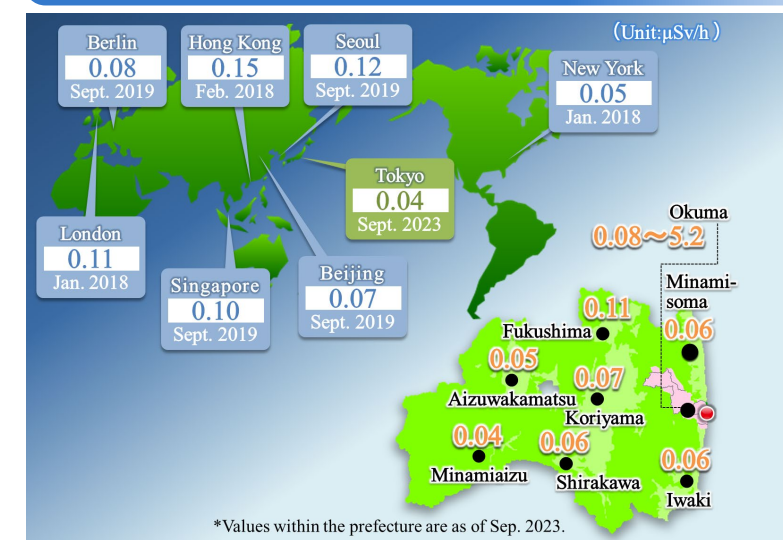 (Unit:μSv/h)
Berlin
0.08
Sept. 2019
Hong Kong
0.15
Feb. 2018
Seoul
0.12
Sept. 2019
New York
0.05
Jan. 2018
Tokyo
0.04
Sept. 2023
London
0.11
Jan. 2018
Singapore
0.10
Sept. 2019
Beijing
0.07
Sept. 2019
Okuma
0.08~5.2
Minami-
soma
0.06
0.11
Fukushima
0.05
Aizuwakamatsu
0.07
Koriyama
0.04
Minamiaizu
0.06
Shirakawa
0.06
Iwaki
*Values within the prefecture are as of Sep. 2023.